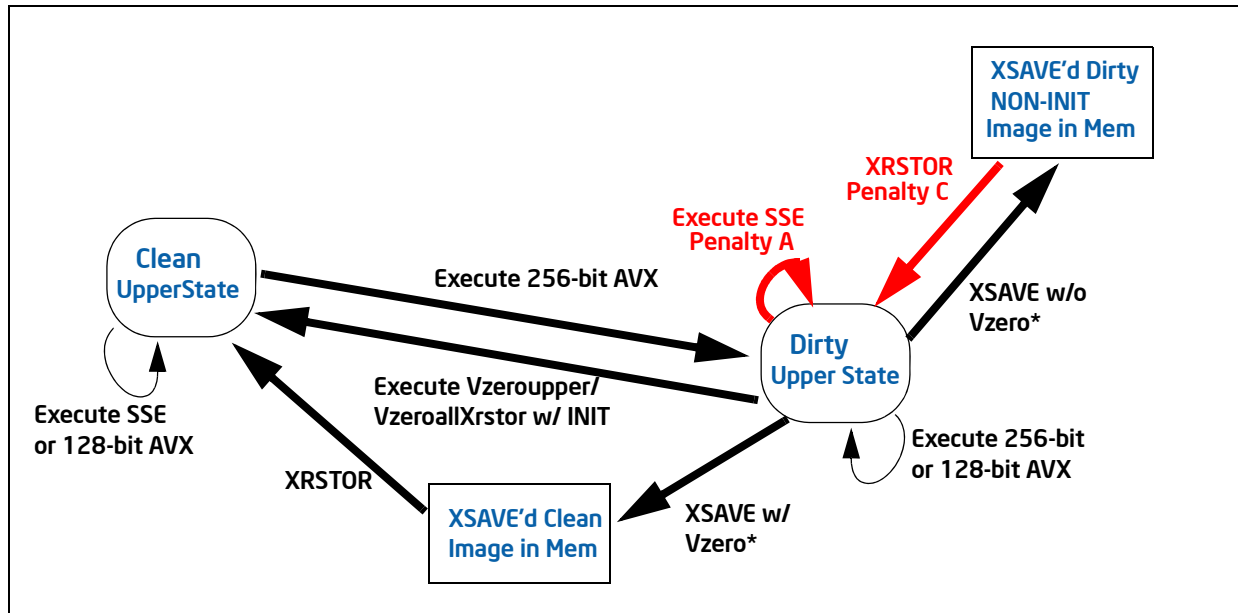 XSAVE'd Dirty
NON-INIT
Image in Mem
XRSTOR
Penalty C
Execute SSE
Penalty A
Clean
UpperState
Execute 256-bit AVX
XSAVE w/o
Vzero*
Dirty
Upper State
Execute Vzeroupper/
VzeroallXrstor w/ INIT
Execute SSE
or 128-bit AVX
Execute 256-bit
or 128-bit AVX
XRSTOR
XSAVE'd Clean
Image in Mem
XSAVE w/
Vzero*